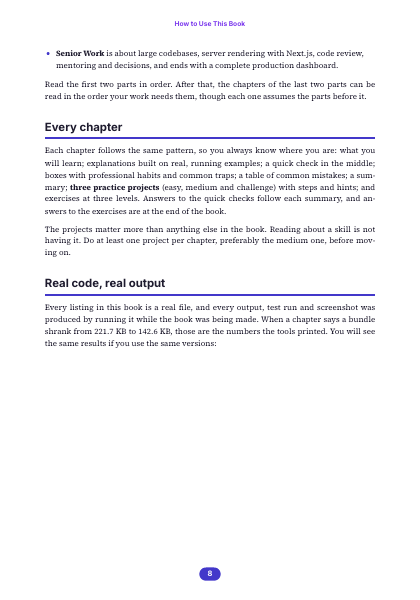 How to Use This Book
• Senior Work is about large codebases, server rendering with Next.js, code review,
mentoring and decisions, and ends with a complete production dashboard.
Read the first two parts in order. After that, the chapters of the last two parts can be
read in the order your work needs them, though each one assumes the parts before it.
Every chapter
Each chapter follows the same pattern, so you always know where you are: what you
will learn; explanations built on real, running examples; a quick check in the middle;
boxes with professional habits and common traps; a table of common mistakes; a sum-
mary; three practice projects (easy, medium and challenge) with steps and hints; and
exercises at three levels. Answers to the quick checks follow each summary, and an-
swers to the exercises are at the end of the book.
The projects matter more than anything else in the book. Reading about a skill is not
having it. Do at least one project per chapter, preferably the medium one, before mov-
ing on.
Real code, real output
Every listing in this book is a real file, and every output, test run and screenshot was
produced by running it while the book was being made. When a chapter says a bundle
shrank from 221.7 KB to 142.6 KB, those are the numbers the tools printed. You will see
the same results if you use the same versions:
8